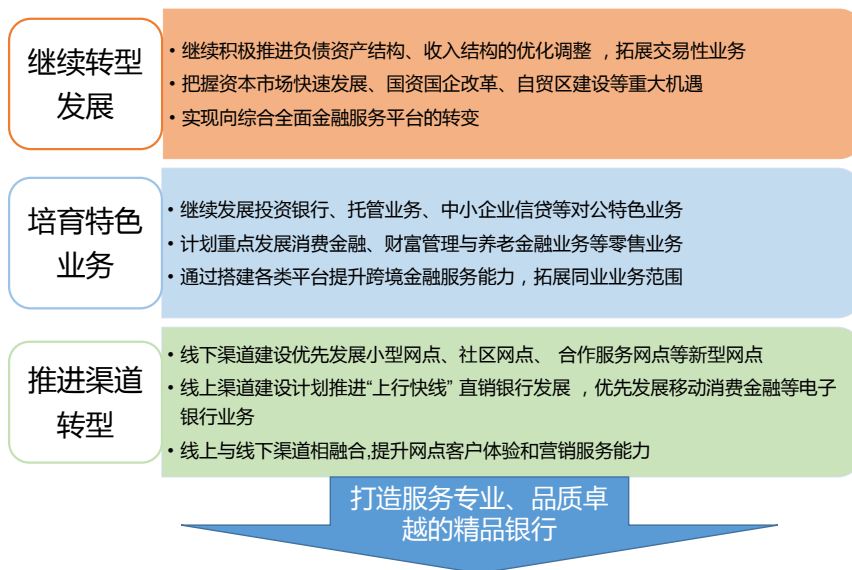 继续转型
发展
• 继续积极推进负债资产结构、收入结构的优化调整 ，拓展交易性业务
• 把握资本市场快速发展、国资国企改革、自贸区建设等重大机遇
• 实现向综合全面金融服务平台的转变
培育特色
业务
• 继续发展投资银行、托管业务、中小企业信贷等对公特色业务
• 计划重点发展消费金融、财富管理与养老金融业务等零售业务
• 通过搭建各类平台提升跨境金融服务能力，拓展同业业务范围
推进渠道
转型
• 线下渠道建设优先发展小型网点、社区网点、 合作服务网点等新型网点
• 线上渠道建设计划推进“上行快线” 直销银行发展 ，优先发展移动消费金融等电子
银行业务
• 线上与线下渠道相融合,提升网点客户体验和营销服务能力
打造服务专业、品质卓
越的精品银行